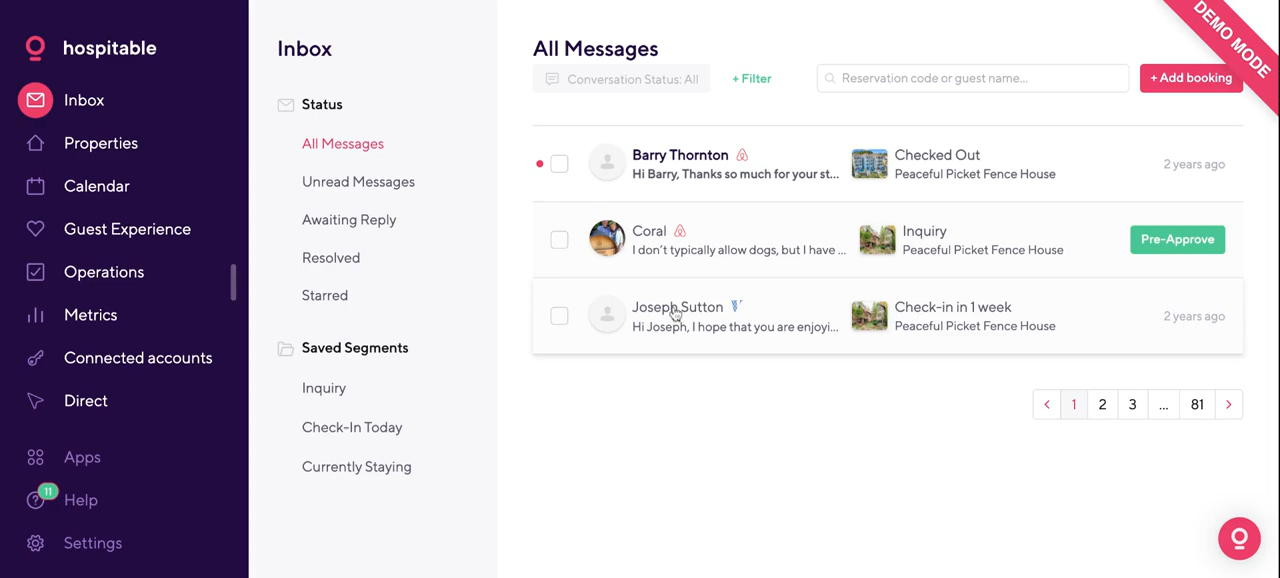 hospitable
Inbox
Properties
Calendar
Guest Experience
Operations
Metrics
Connected accounts
Direct
Apps
11
Help
Settings
Inbox
Status
All Messages
Unread Messages
Awaiting Reply
Resolved
Starred
Saved Segments
Inquiry
Check-In Today
Currently Staying
All Messages
Conversation Status: All
+ Filter
Reservation code or guest name...
+ Add booking
DEMO MODE
Barry Thornton
Hi Barry, Thanks so much for your st...
Checked Out
Peaceful Picket Fence House
2 years ago
Coral
I don't typically allow dogs, but I have ...
Inquiry
Peaceful Picket Fence House
Pre-Approve
Joseph Sutton
Hi Joseph, I hope that you are enjoyi...
Check-in in 1 week
Peaceful Picket Fence House
2 years ago
< 1 2 3 ... 81 >